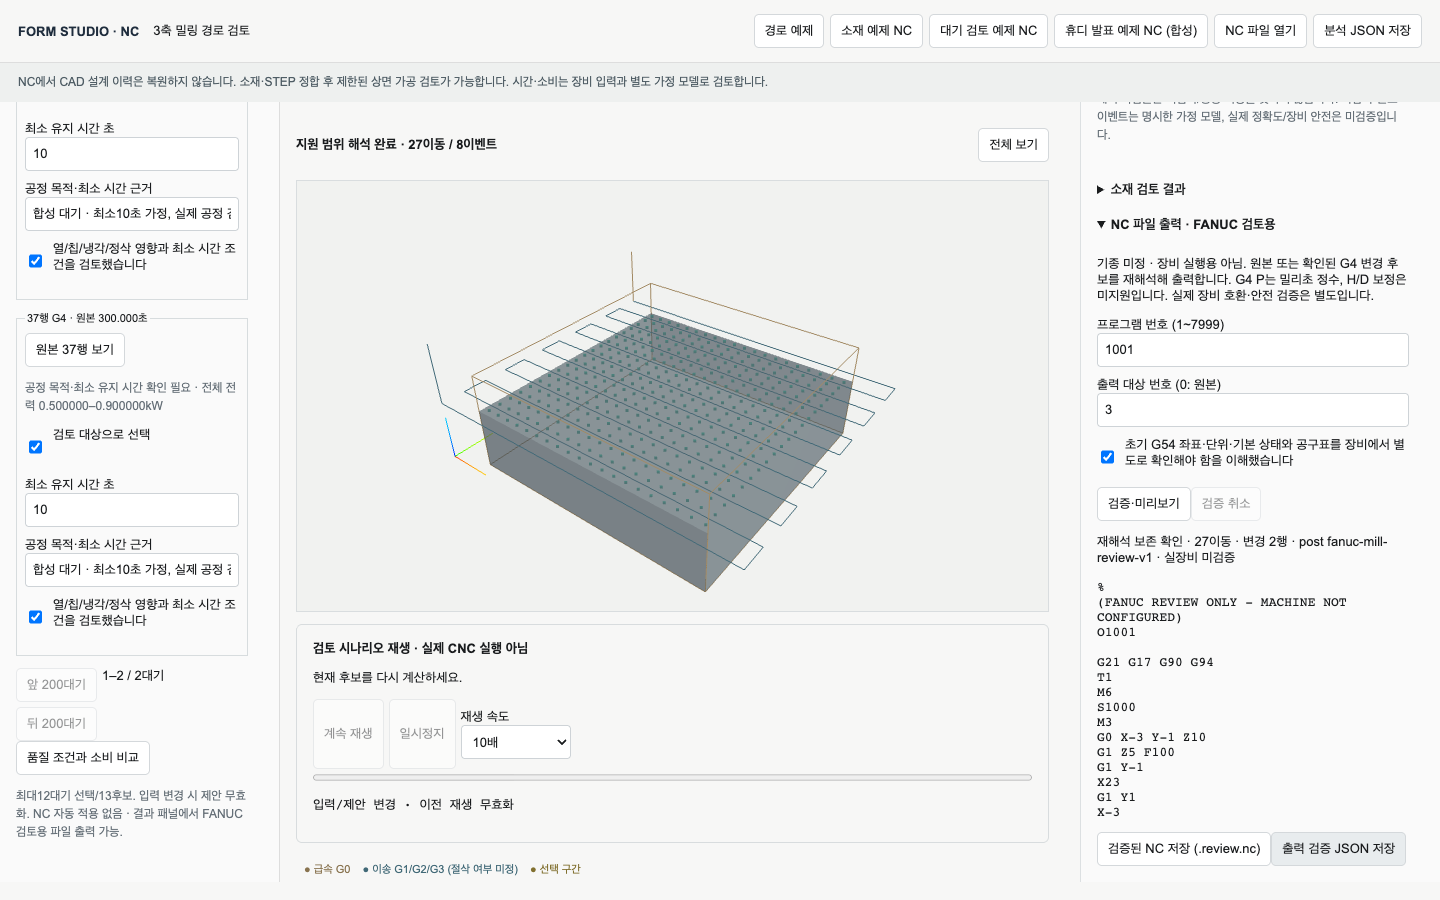 FORM STUDIO · NC 3축 밀링 경로 검토
경로 예제
소재 예제 NC
대기 검토 예제 NC
휴디 발표 예제 NC (합성)
NC 파일 열기
분석 JSON 저장
NC에서 CAD 설계 이력은 복원하지 않습니다. 소재·STEP 정합 후 제한된 상면 가공 검토가 가능합니다. 시간·소비는 장비 입력과 별도 가정 모델로 검토합니다.
최소 유지 시간 초
10
공정 목적·최소 시간 근거
합성 대기 · 최소10초 가정, 실제 공정
열/칩/냉각/정삭 영향과 최소 시간 조
건을 검토했습니다
37행 G4 · 원본 300.000초
원본 37행 보기
공정 목적·최소 유지 시간 확인 필요 · 전체 전
력 0.500000–0.900000kW
검토 대상으로 선택
최소 유지 시간 초
10
공정 목적·최소 시간 근거
합성 대기 · 최소10초 가정, 실제 공정
열/칩/냉각/정삭 영향과 최소 시간 조
건을 검토했습니다
앞 200대기
1–2 / 2대기
뒤 200대기
품질 조건과 소비 비교
최대12대기 선택/13후보. 입력 변경 시 제안 무효
화. NC 자동 적용 없음 · 결과 패널에서 FANUC
검토용 파일 출력 가능.
지원 범위 해석 완료 · 27이동 / 8이벤트
전체 보기
검토 시나리오 재생 · 실제 CNC 실행 아님
현재 후보를 다시 계산하세요.
계속 재생
일시정지
재생 속도
10배
입력/제안 변경 · 이전 재생 무효화
● 급속 G0 ● 이송 G1/G2/G3 (절삭 여부 미정) ● 선택 구간
이벤트는 명시한 가정 모델, 실제 정확도/장비 안전은 미검증입니
다.
▶ 소재 검토 결과
▼ NC 파일 출력 · FANUC 검토용
기종 미정 · 장비 실행용 아님. 원본 또는 확인된 G4 변경 후
보를 재해석해 출력합니다. G4 P는 밀리초 정수, H/D 보정은
미지원입니다. 실제 장비 호환·안전 검증은 별도입니다.
프로그램 번호 (1~7999)
1001
출력 대상 번호 (0: 원본)
3
초기 G54 좌표·단위·기본 상태와 공구표를 장비에서 별
도로 확인해야 함을 이해했습니다
검증·미리보기
검증 취소
재해석 보존 확인 · 27이동 · 변경 2행 · post fanuc-mill-
review-v1 · 실장비 미검증
%
(FANUC REVIEW ONLY - MACHINE NOT
CONFIGURED)
O1001
G21 G17 G90 G94
T1
M6
S1000
M3
G0 X-3 Y-1 Z10
G1 Z5 F100
G1 Y-1
X23
G1 Y1
X-3
검증된 NC 저장 (.review.nc)
출력 검증 JSON 저장